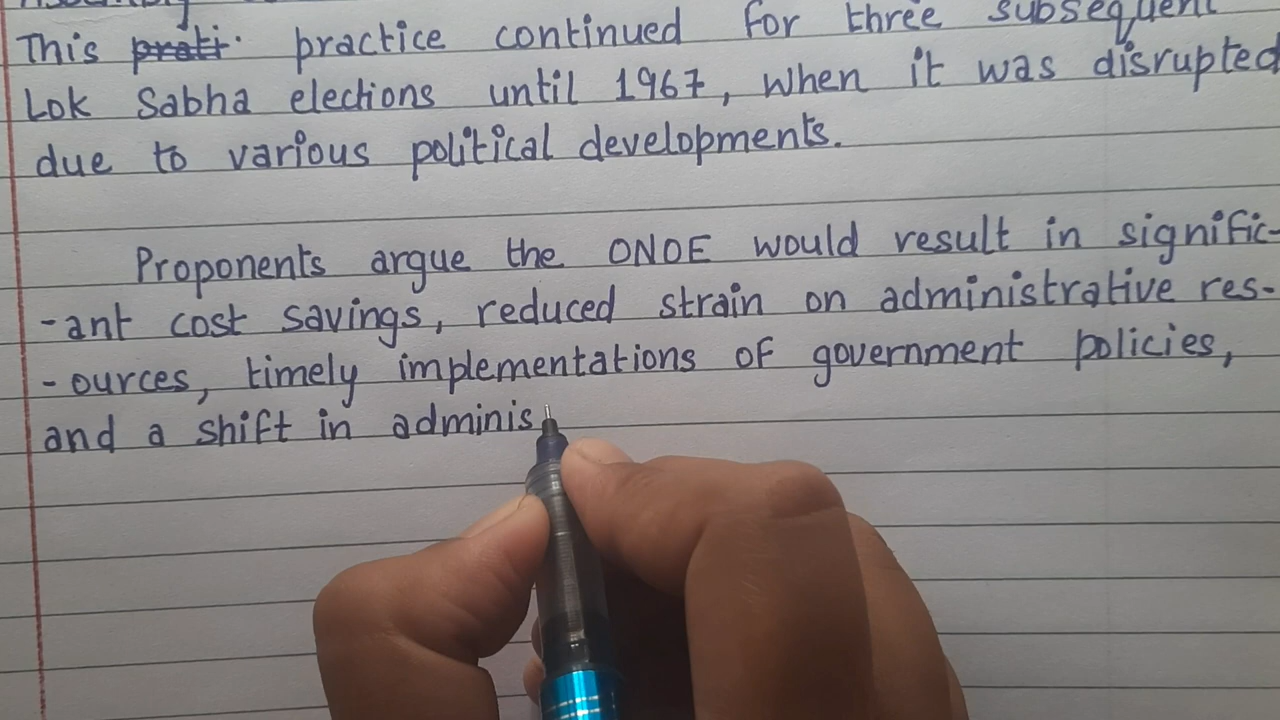 This prati practice continued for three subsequent
Lok Sabha elections until 1967, when it was disrupted
due to various political developments.
Proponents argue the ONOE would result in signific-
-ant cost savings, reduced strain on administrative res-
-ources, timely implementations of government policies,
and a shift in adminis